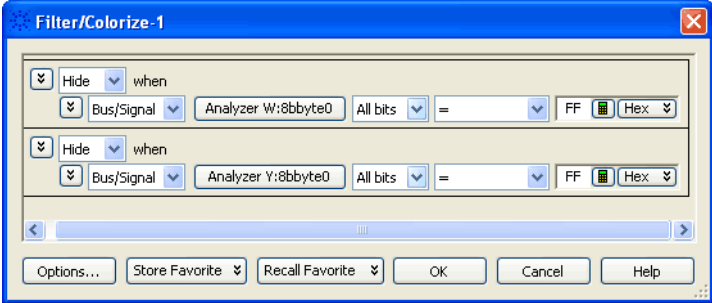 Filter/Colorize-1
Hide when
Bus/Signal Analyzer W:8bbyte0 All bits = FF Hex
Hide when
Bus/Signal Analyzer Y:8bbyte0 All bits = FF Hex
Options... Store Favorite Recall Favorite OK Cancel Help